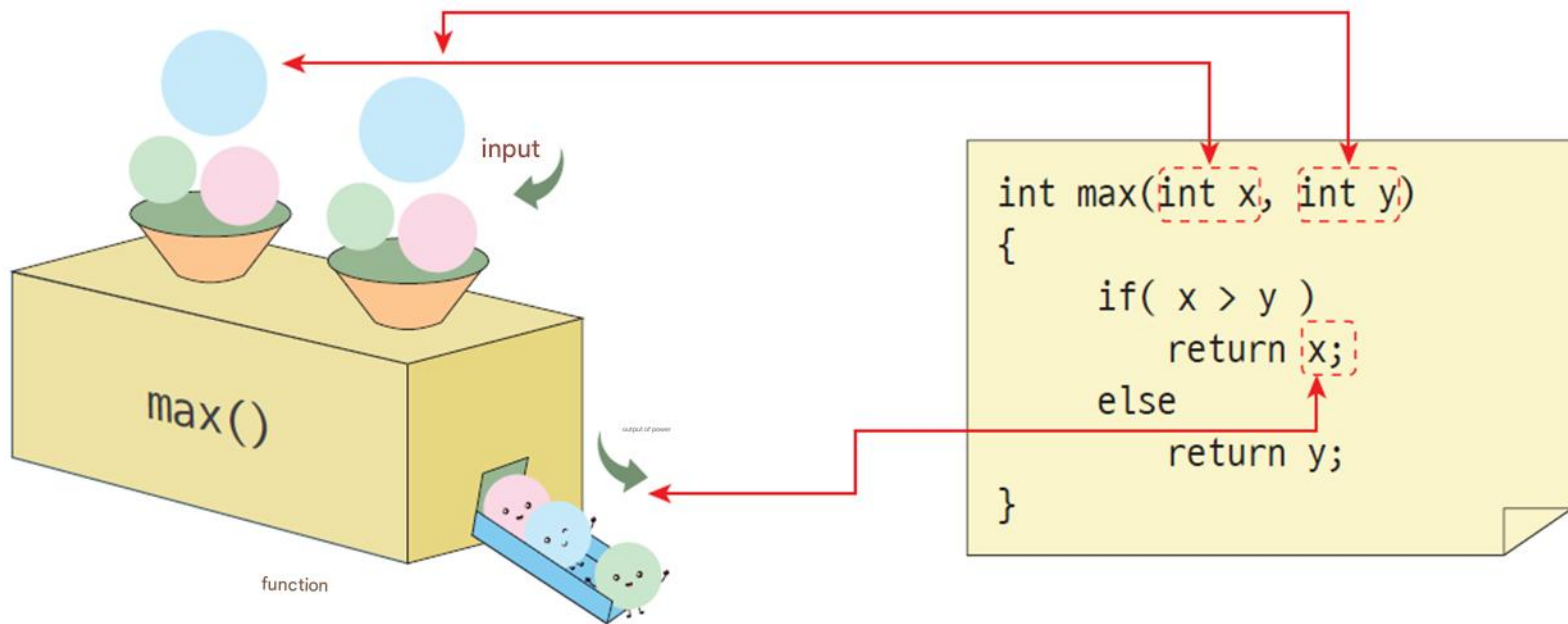 input
max()
output of power
function
int max(int x, int y)
{
if( x > y )
return x;
else
return y;
}